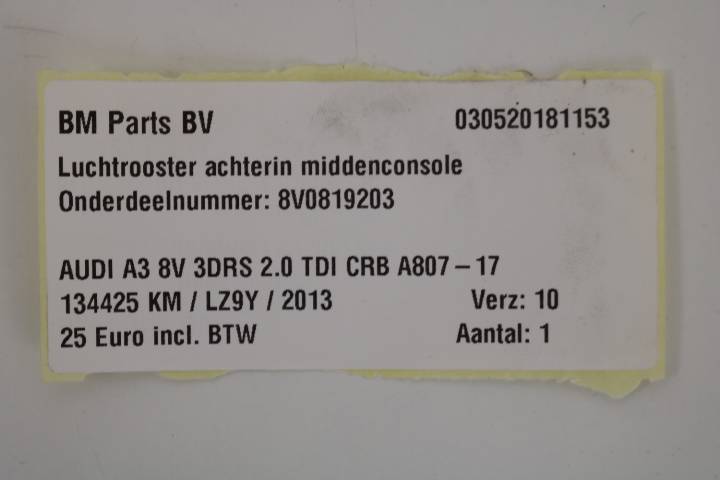 BM Parts BV 030520181153
Luchtrooster achterin middenconsole
Onderdeelnummer: 8V0819203
AUDI A3 8V 3DRS 2.0 TDI CRB A807 – 17
134425 KM / LZ9Y / 2013 Verz: 10
25 Euro incl. BTW Aantal: 1